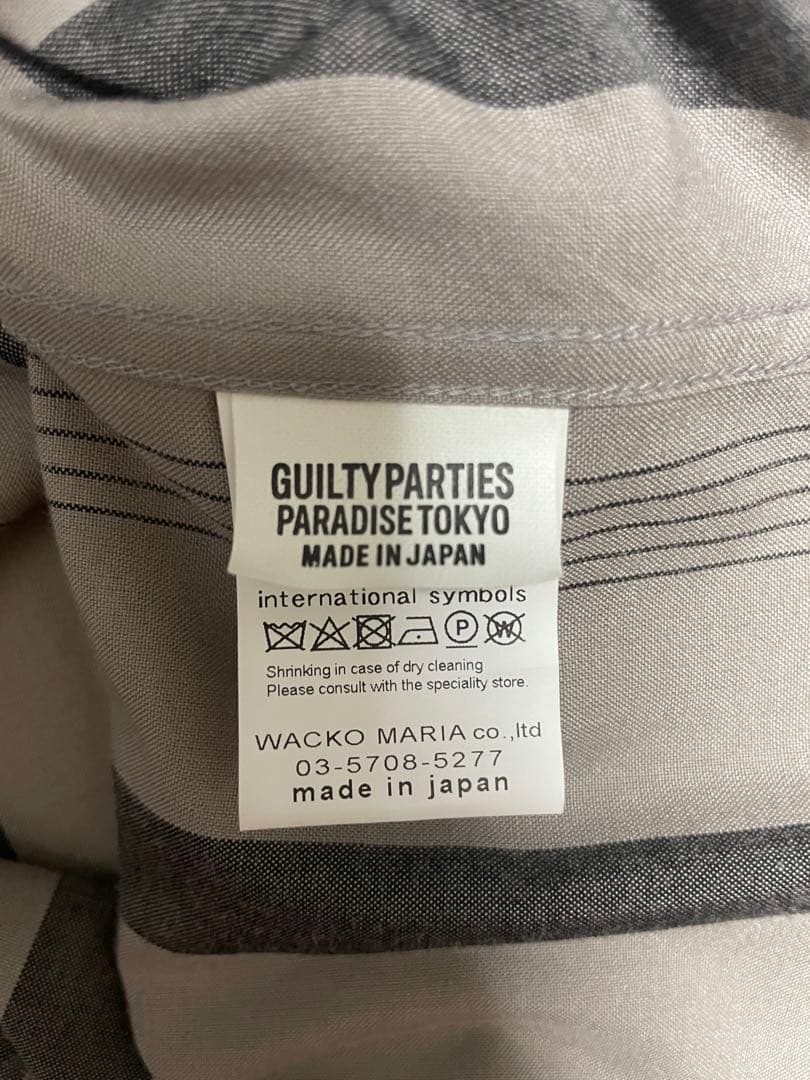 GUILTY PARTIES
PARADISE TOKYO
MADE IN JAPAN
international symbols
P W
Shrinking in case of dry cleaning
Please consult with the speciality store.
WACKO MARIA co.,ltd
03-5708-5277
made in japan